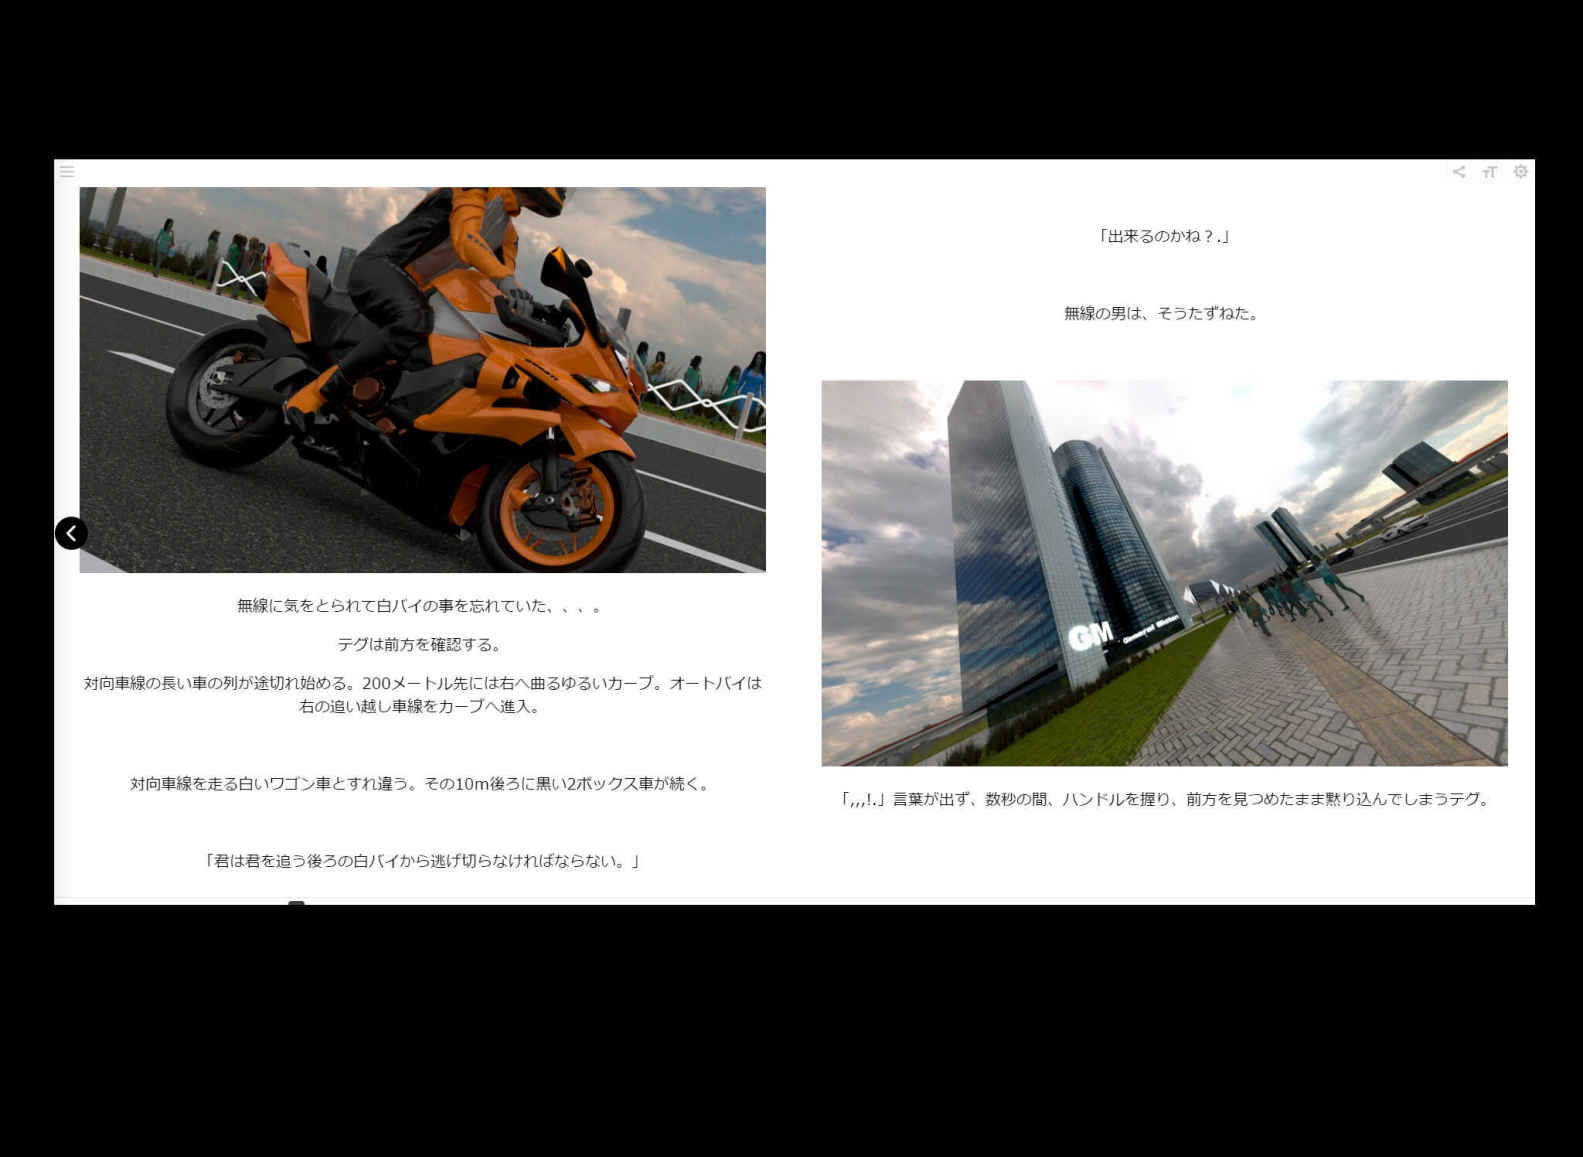 無線に気をとられて白バイの事を忘れていた、、、。
テグは前方を確認する。
対向車線の長い車の列が途切れ始める。200メートル先には右へ曲るゆるいカーブ。オートバイは
右の追い越し車線をカーブへ進入。
対向車線を走る白いワゴン車とすれ違う。その10m後ろに黒い2ボックス車が続く。
「君は君を追う後ろの白バイから逃げ切らなければならない。」
TT
「出来るのかね？.」
無線の男は、そうたずねた。
GM
「,,,!.」言葉が出ず、数秒の間、ハンドルを握り、前方を見つめたまま黙り込んでしまうテグ。